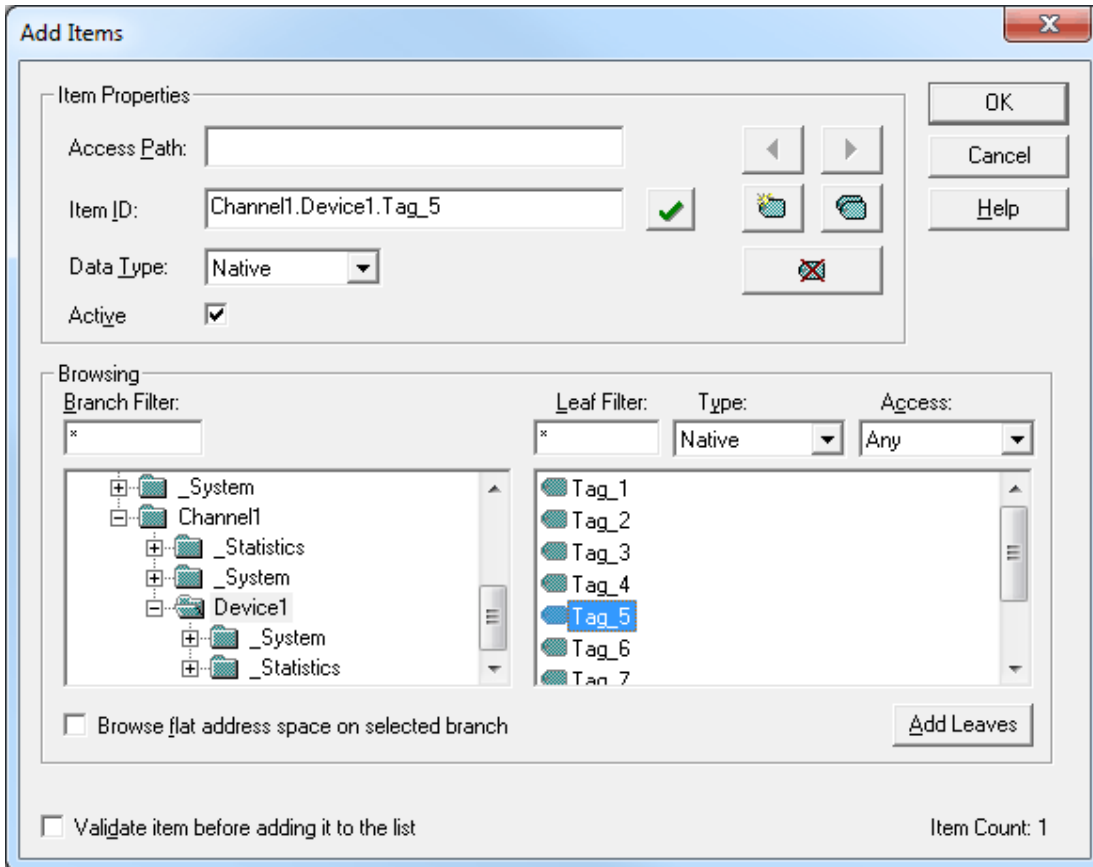 Add Items
Item Properties
OK
Access Path:
Cancel
Item ID: Channel1.Device1.Tag_5
Help
Data Type: Native
Active
Browsing
Branch Filter: Leaf Filter: Type: Access:
* * Native Any
_System Tag_1
Channel1 Tag_2
_Statistics Tag_3
_System Tag_4
Device1 Tag_5
_System Tag_6
_Statistics Tag_7
Browse flat address space on selected branch Add Leaves
Validate item before adding it to the list Item Count: 1